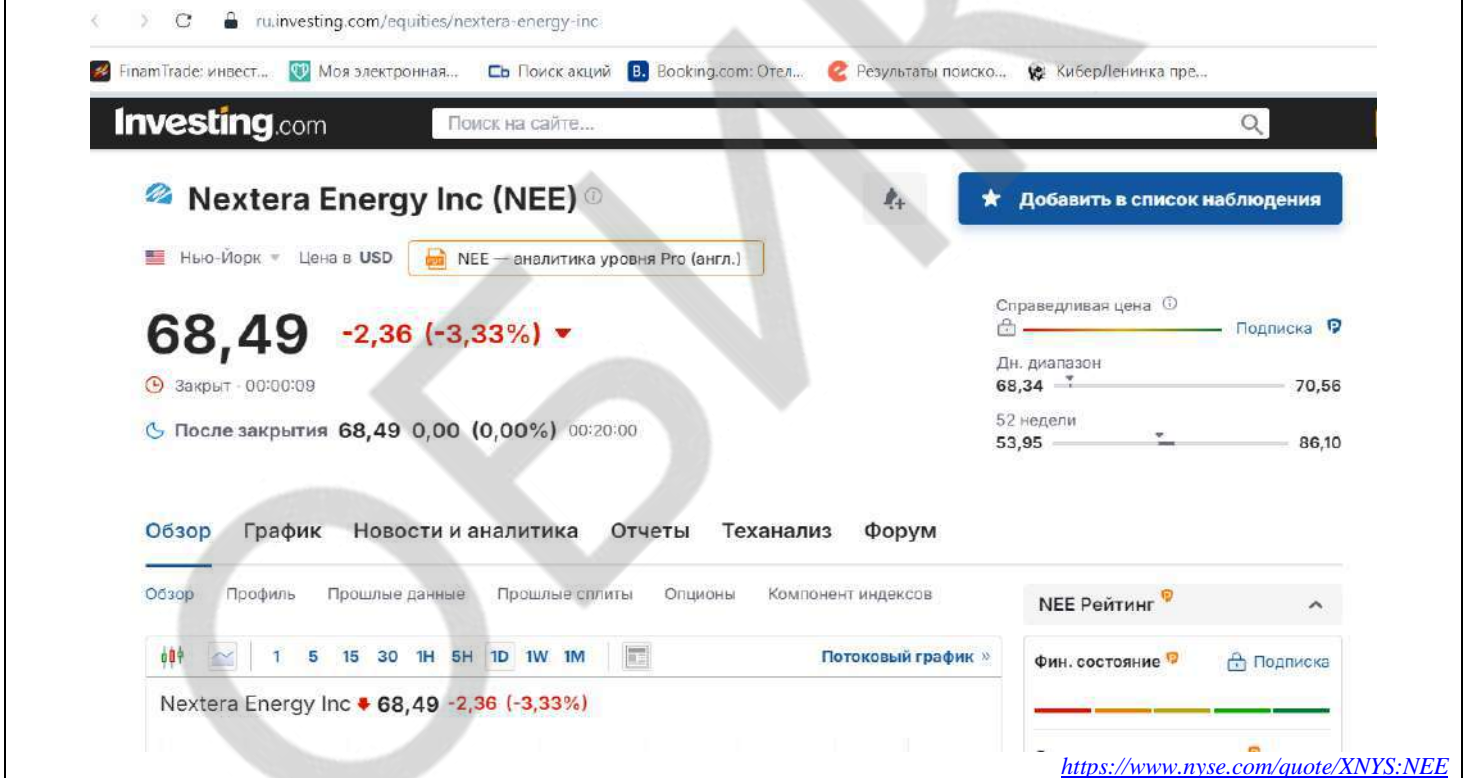 ru.investing.com/equities/nextera-energy-inc
FinamTrade: инвест... Моя электронная... Поиск акций Booking.com: Отел... Результаты поиско... КиберЛенинка пре...
Investing.com Поиск на сайте...
Nextera Energy Inc (NEE)
Добавить в список наблюдения
Нью-Йорк Цена в USD NEE — аналитика уровня Pro (англ.)
68,49 -2,36 (-3,33%)
Закрыт - 00:00:09
После закрытия 68,49 0,00 (0,00%) 00:20:00
Справедливая цена
Подписка
Дн. диапазон
68,34 70,56
52 недели
53,95 86,10
Обзор График Новости и аналитика Отчеты Теханализ Форум
Обзор Профиль Прошлые данные Прошлые сплиты Опционы Компонент индексов
1 5 15 30 1H 5H 1D 1W 1M Потоковый график »
Nextera Energy Inc 68,49 -2,36 (-3,33%)
NEE Рейтинг
Фин. состояние Подписка
https://www.nyse.com/quote/XNYS:NEE
ОБИК